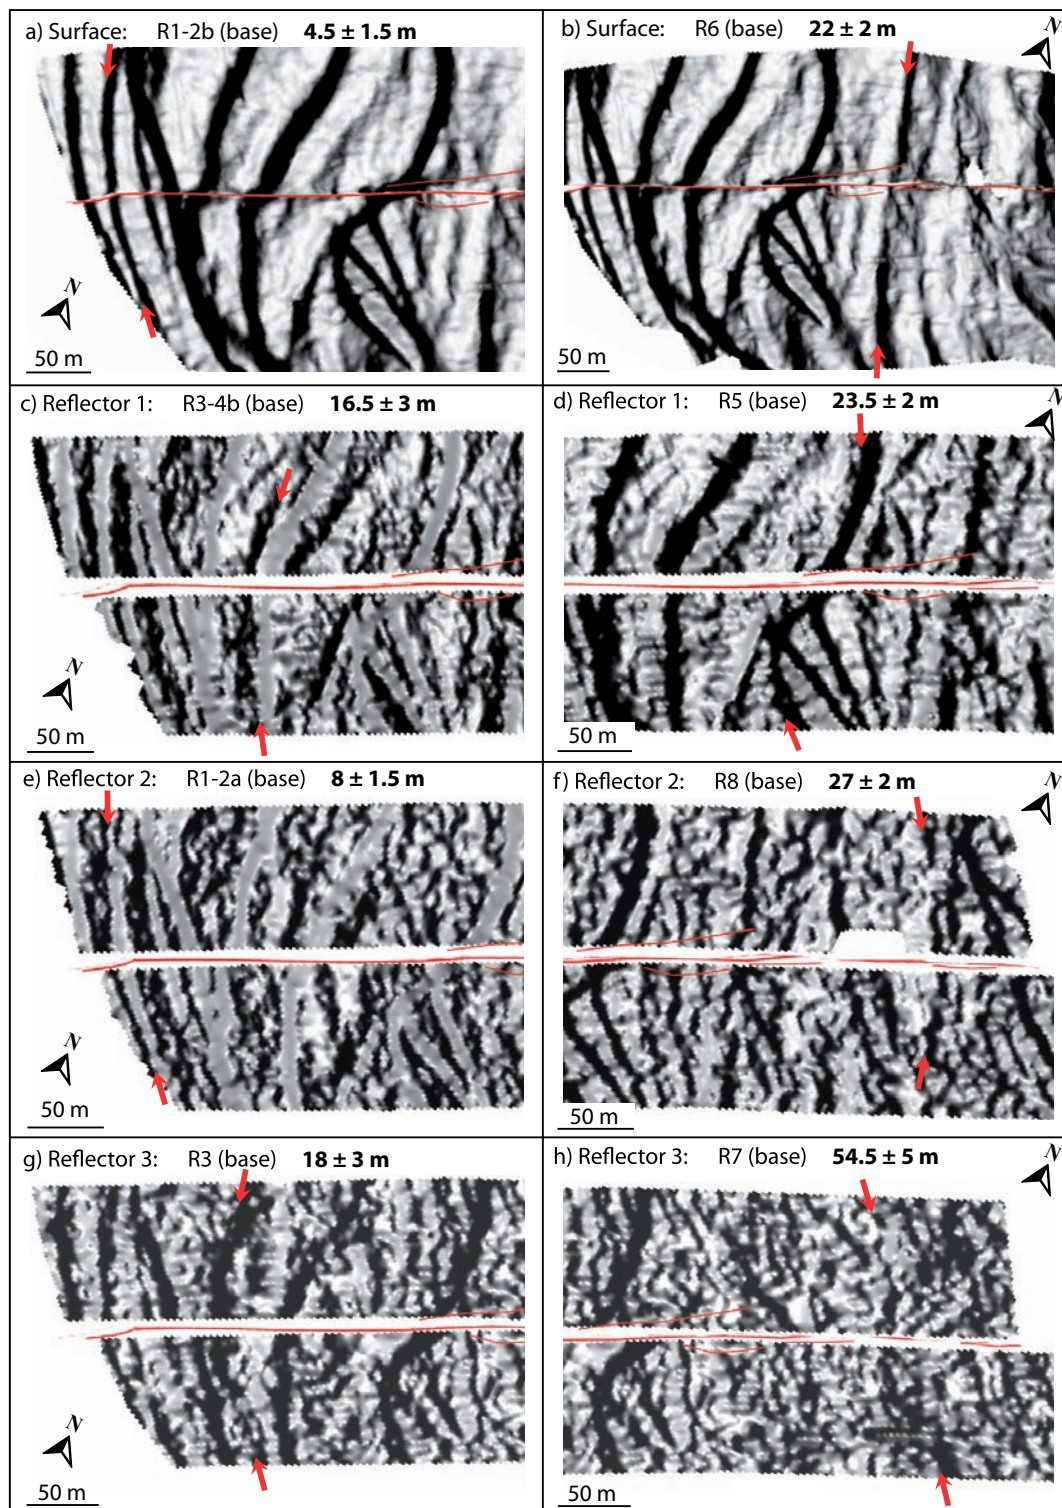 a) Surface: R1-2b (base) 4.5 ± 1.5 m
N
50 m
b) Surface: R6 (base) 22 ± 2 m
N
50 m
c) Reflector 1: R3-4b (base) 16.5 ± 3 m
N
50 m
d) Reflector 1: R5 (base) 23.5 ± 2 m
N
50 m
e) Reflector 2: R1-2a (base) 8 ± 1.5 m
N
50 m
f) Reflector 2: R8 (base) 27 ± 2 m
N
50 m
g) Reflector 3: R3 (base) 18 ± 3 m
N
50 m
h) Reflector 3: R7 (base) 54.5 ± 5 m
N
50 m